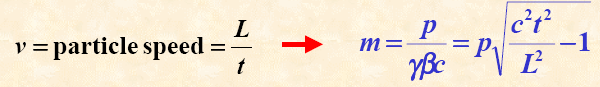 v = particle speed = L/t → m = p/γβc = p√(c²t²/L² − 1)